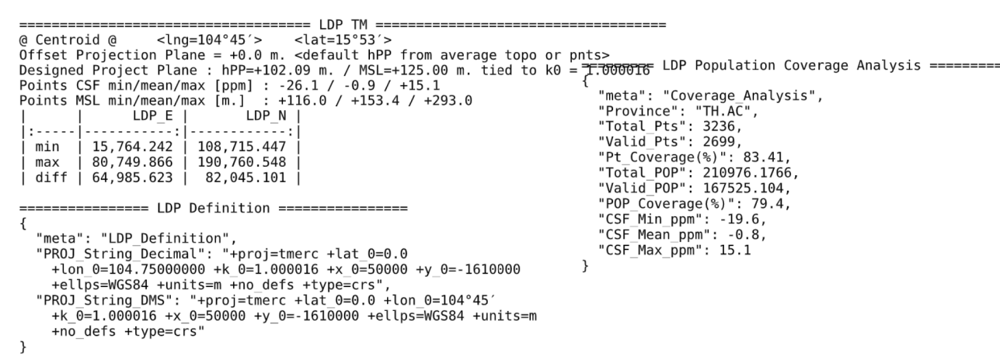 ==================================== LDP TM ====================================
@ Centroid @     <lng=104°45′>    <lat=15°53′>
Offset Projection Plane = +0.0 m. <default hPP from average topo or pnts>
Designed Project Plane : hPP=+102.09 m. / MSL=+125.00 m. tied to k0 = 1.000016
Points CSF min/mean/max [ppm] : -26.1 / -0.9 / +15.1
Points MSL min/mean/max [m.]  : +116.0 / +153.4 / +293.0
|      |      LDP_E |       LDP_N |
|:-----|-----------:|------------:|
| min  | 15,764.242 | 108,715.447 |
| max  | 80,749.866 | 190,760.548 |
| diff | 64,985.623 |  82,045.101 |
================ LDP Definition ================
{
  "meta": "LDP_Definition",
  "PROJ_String_Decimal": "+proj=tmerc +lat_0=0.0
    +lon_0=104.75000000 +k_0=1.000016 +x_0=50000 +y_0=-1610000
    +ellps=WGS84 +units=m +no_defs +type=crs",
  "PROJ_String_DMS": "+proj=tmerc +lat_0=0.0 +lon_0=104°45′
    +k_0=1.000016 +x_0=50000 +y_0=-1610000 +ellps=WGS84 +units=m
    +no_defs +type=crs"
}
========= LDP Population Coverage Analysis =========
{
  "meta": "Coverage_Analysis",
  "Province": "TH.AC",
  "Total_Pts": 3236,
  "Valid_Pts": 2699,
  "Pt_Coverage(%)": 83.41,
  "Total_POP": 210976.1766,
  "Valid_POP": 167525.104,
  "POP_Coverage(%)": 79.4,
  "CSF_Min_ppm": -19.6,
  "CSF_Mean_ppm": -0.8,
  "CSF_Max_ppm": 15.1
}